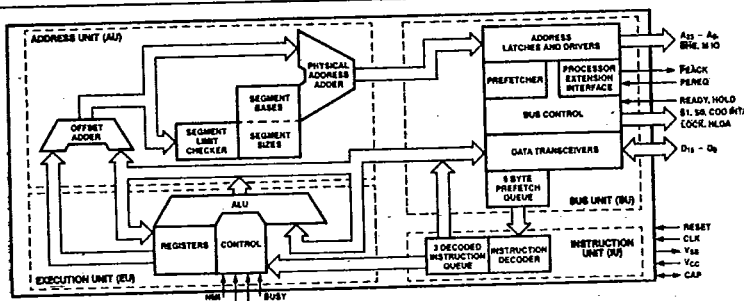 ADDRESS UNIT (AU)
OFFSET
ADDER
SEGMENT
LIMIT
CHECKER
SEGMENT
BASES
SEGMENT
SIZES
PHYSICAL
ADDRESS
ADDER
ADDRESS
LATCHES AND DRIVERS
PREFETCHER
PROCESSOR
EXTENSION
INTERFACE
BUS CONTROL
DATA TRANSCEIVERS
6 BYTE
PREFETCH
QUEUE
BUS UNIT (BU)
A23 – A0,
BHE, M/IO
PEACK
PEREQ
READY, HOLD
S1, S0, COD/INTA
LOCK, HLDA
D15 – D0
ALU
REGISTERS
CONTROL
EXECUTION UNIT (EU)
NMI
BUSY
3 DECODED
INSTRUCTION
QUEUE
INSTRUCTION
DECODER
INSTRUCTION
UNIT (IU)
RESET
CLK
VSS
VCC
CAP